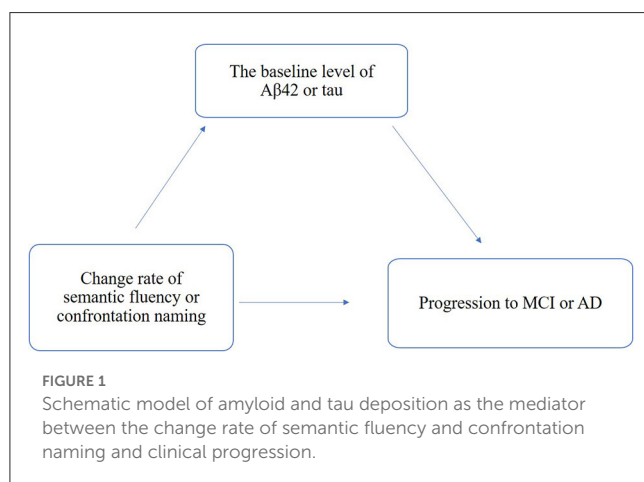 The baseline level of
Aβ42 or tau
Change rate of
semantic fluency or
confrontation naming
Progression to MCI or AD
FIGURE 1
Schematic model of amyloid and tau deposition as the mediator
between the change rate of semantic fluency and confrontation
naming and clinical progression.